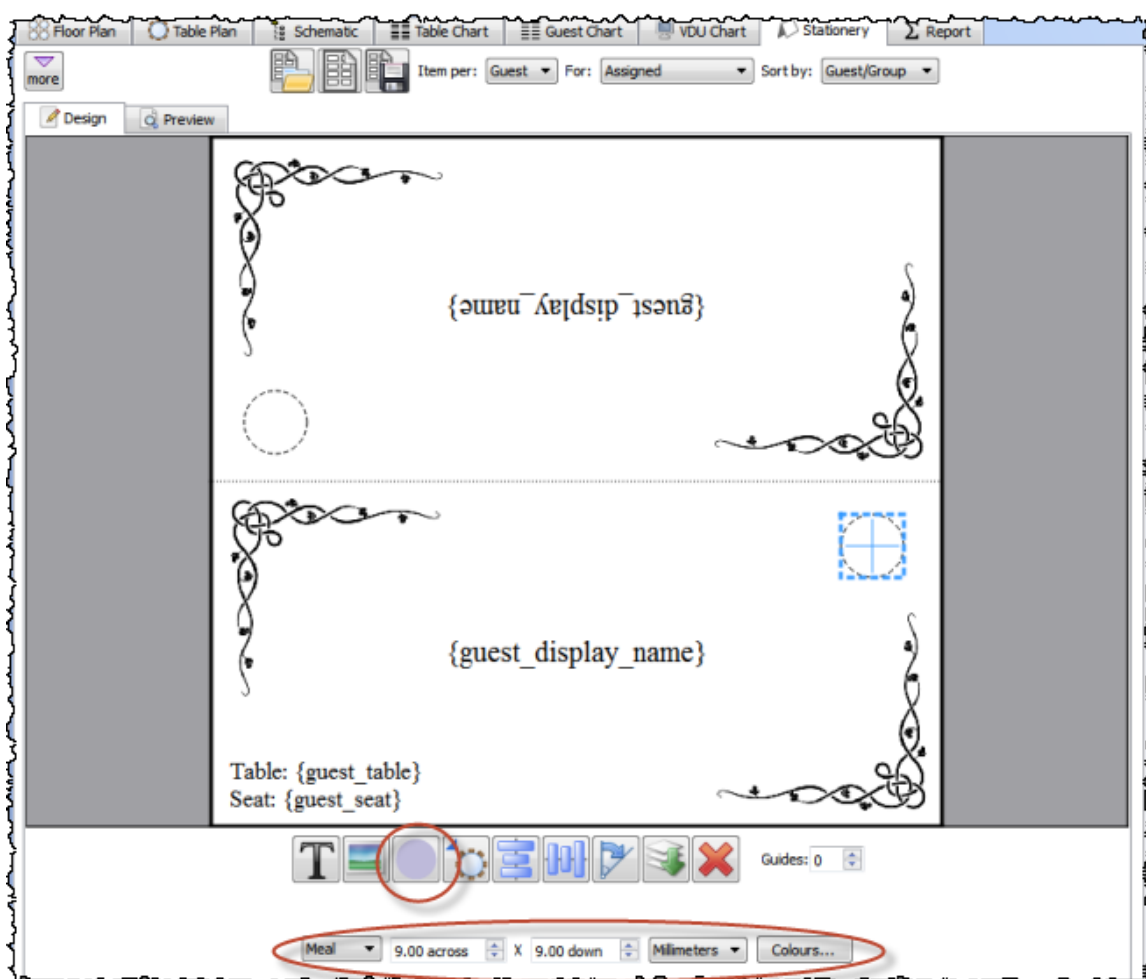 Floor Plan Table Plan Schematic Table Chart Guest Chart VDU Chart Stationery Σ Report
more
Item per: Guest For: Assigned Sort by: Guest/Group
Design Preview
{guest_display_name}
{guest_display_name}
Table: {guest_table}
Seat: {guest_seat}
T
Guides: 0
Meal 9.00 across X 9.00 down Millimeters Colours...